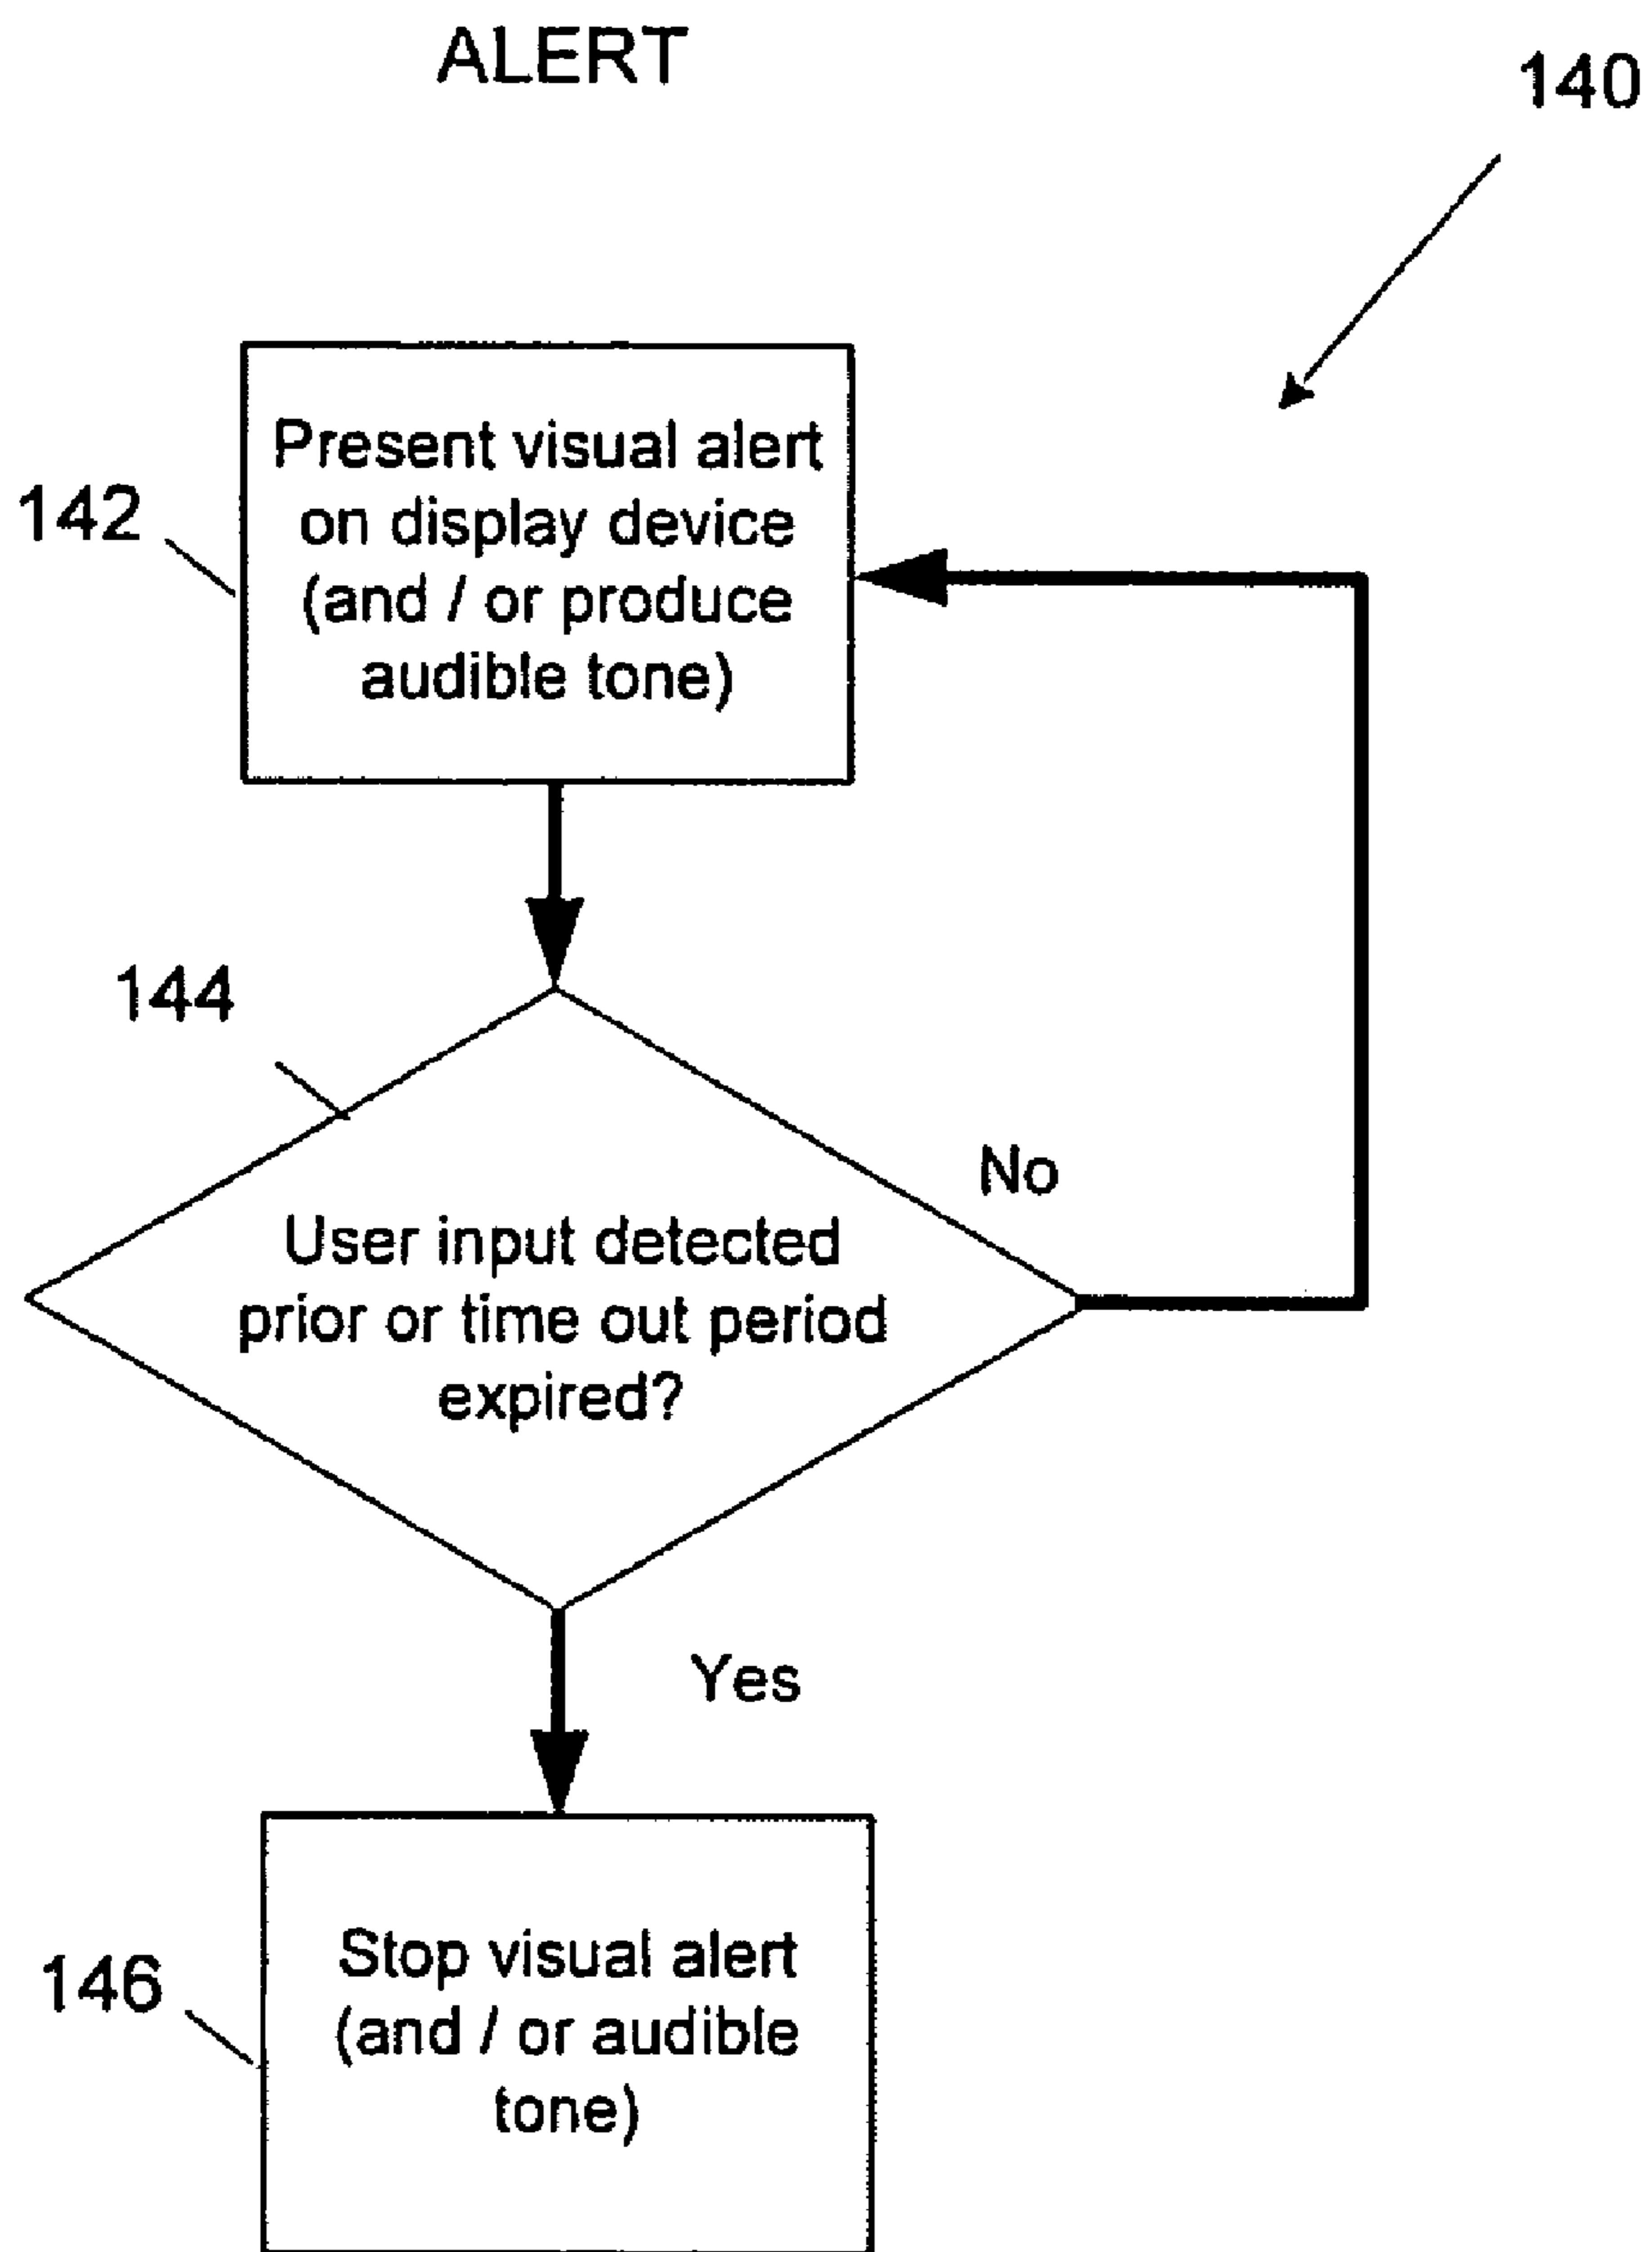 ALERT
140
Present visual alert
on display device
(and / or produce
audible tone)
142
144
No
User input detected
prior or time out period
expired?
Yes
146
Stop visual alert
(and / or audible
tone)